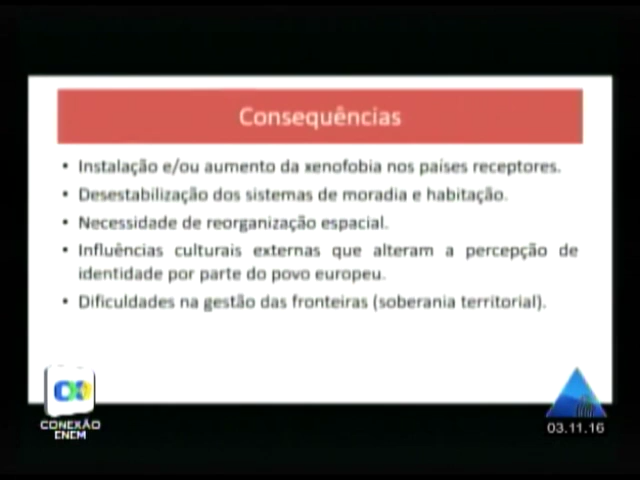 Consequências
• Instalação e/ou aumento da xenofobia nos países receptores.
• Desestabilização dos sistemas de moradia e habitação.
• Necessidade de reorganização espacial.
• Influências culturais externas que alteram a percepção de
identidade por parte do povo europeu.
• Dificuldades na gestão das fronteiras (soberania territorial).
CONEXÃO
ENEM
03.11.16